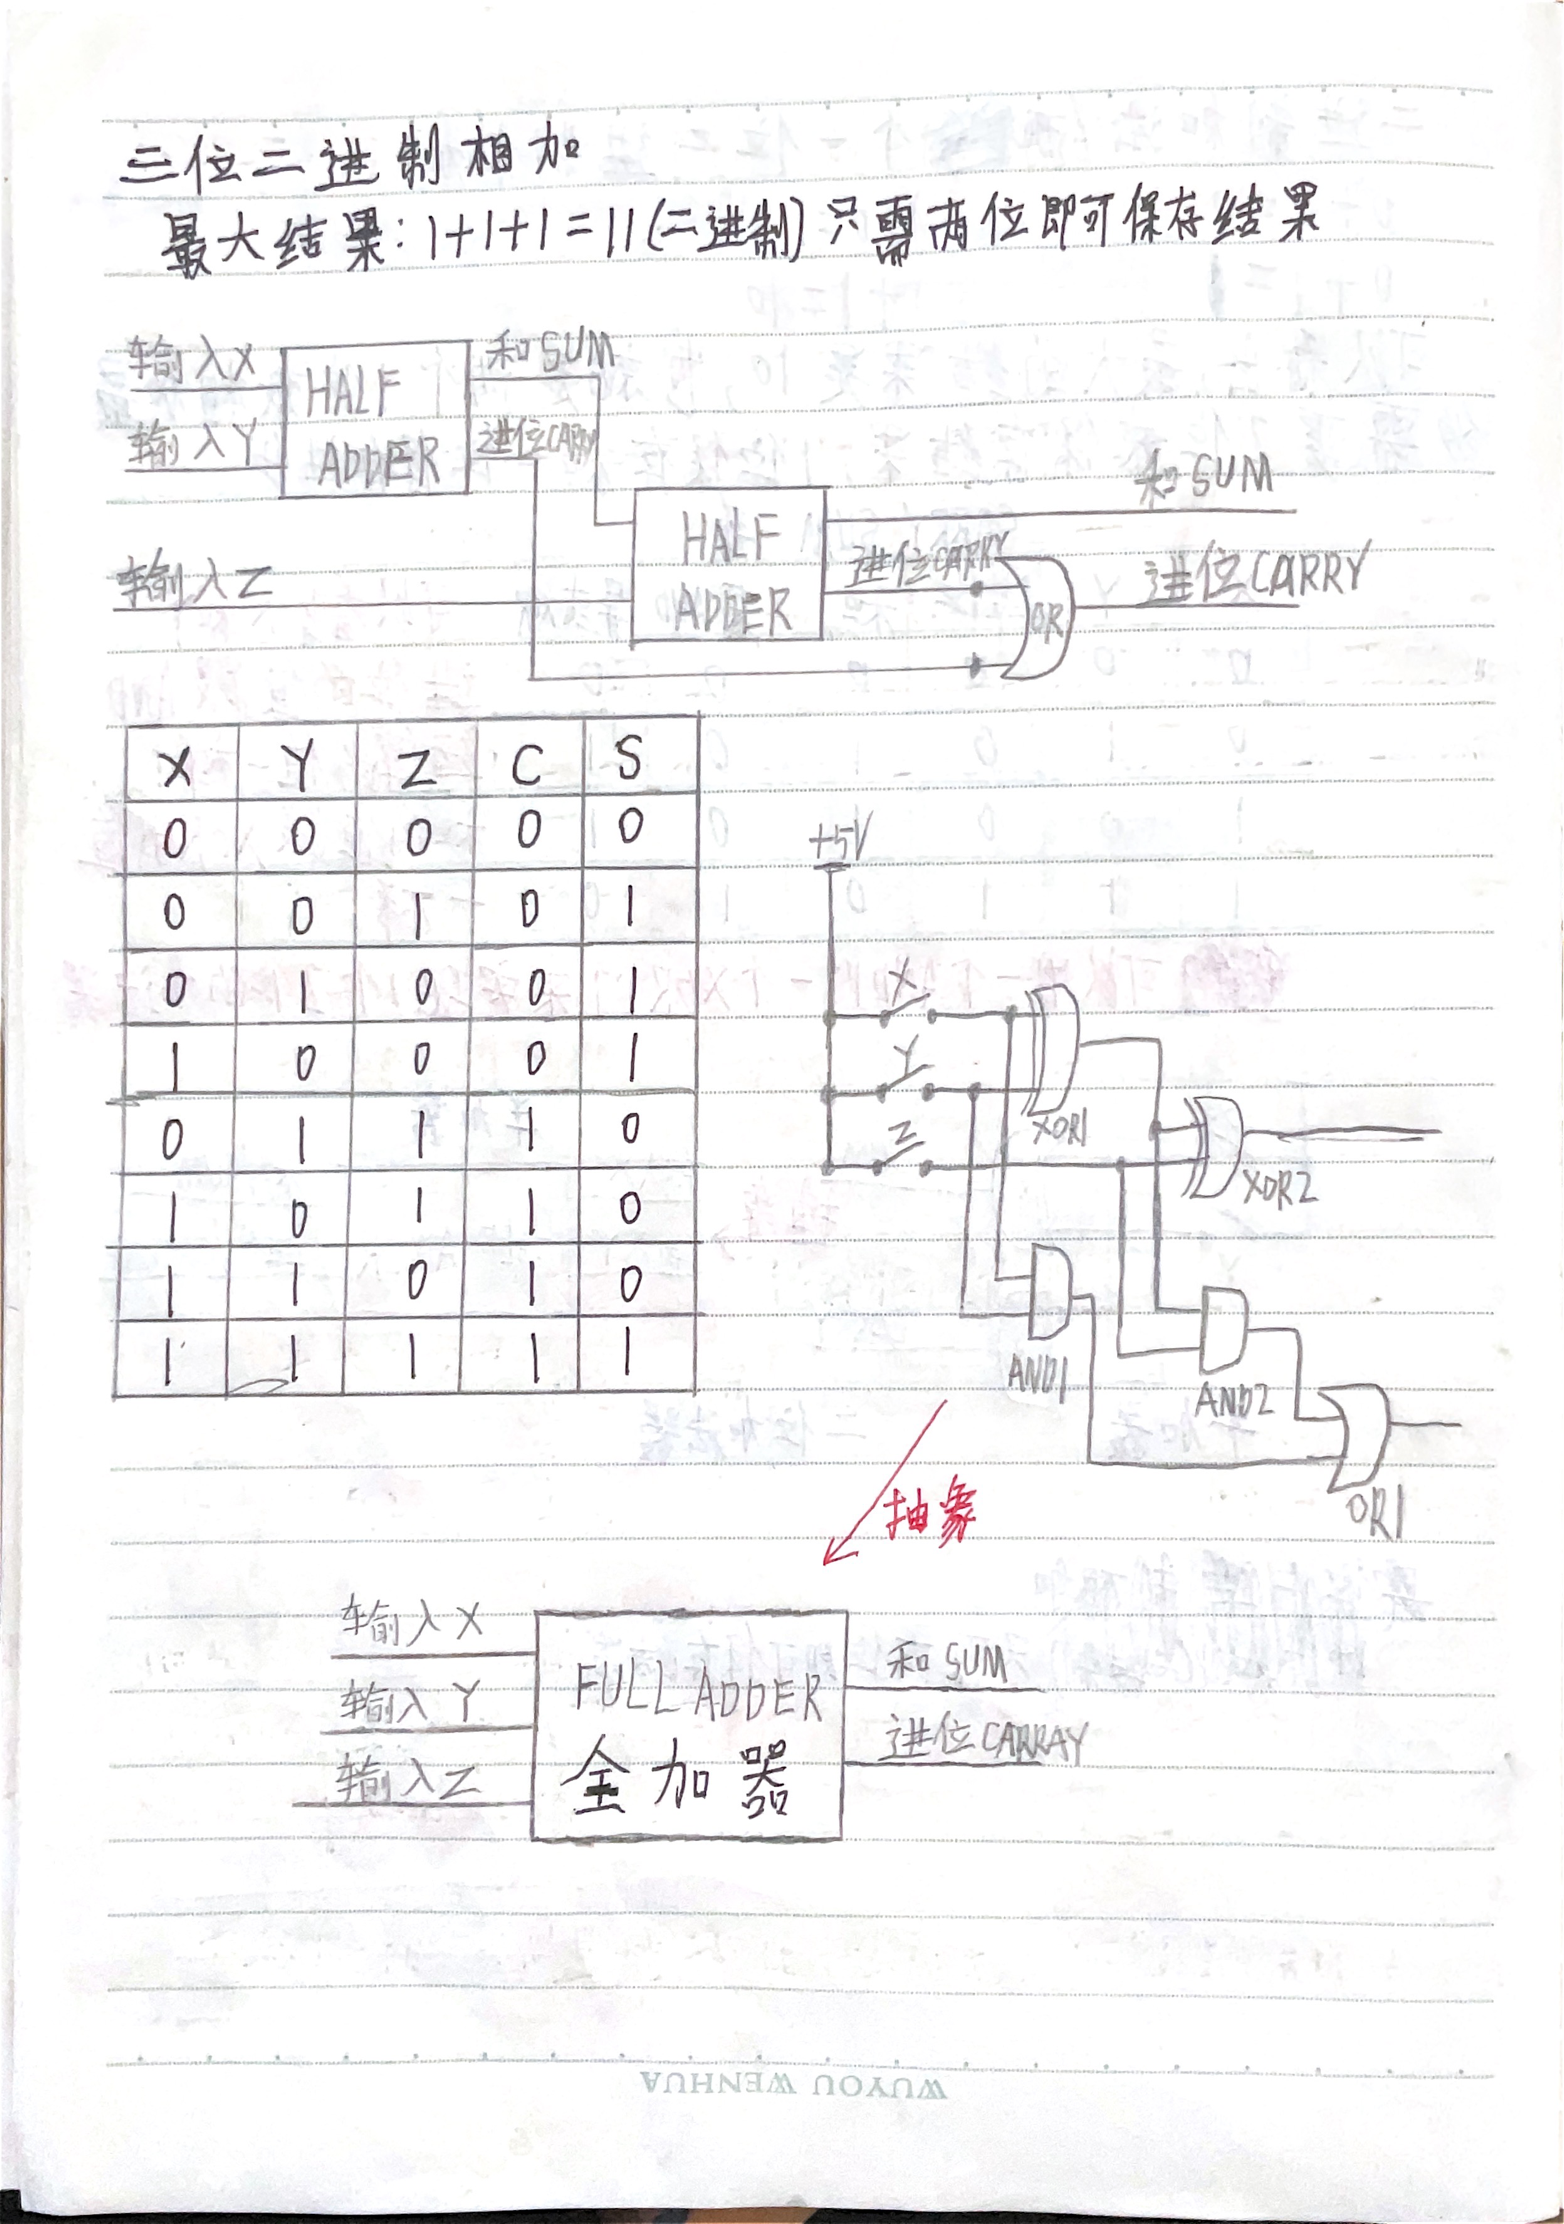 三位二进制相加
最大结果:1+1+1=11(二进制)只需两位即可保存结果
输入X
输入Y
HALF
ADDER
和SUM
进位CARRY
输入Z
HALF
ADDER
进位CARRY
OR
和SUM
进位CARRY
X Y Z C S
0 0 0 0 0
0 0 1 0 1
0 1 0 0 1
1 0 0 0 1
0 1 1 1 0
1 0 1 1 0
1 1 0 1 0
1 1 1 1 1
+5V
X
Y
Z
XOR1
XOR2
AND1
AND2
OR1
抽象
输入X
输入Y
输入Z
FULL ADDER
全加器
和SUM
进位CARRAY
WUYOU WENHUA